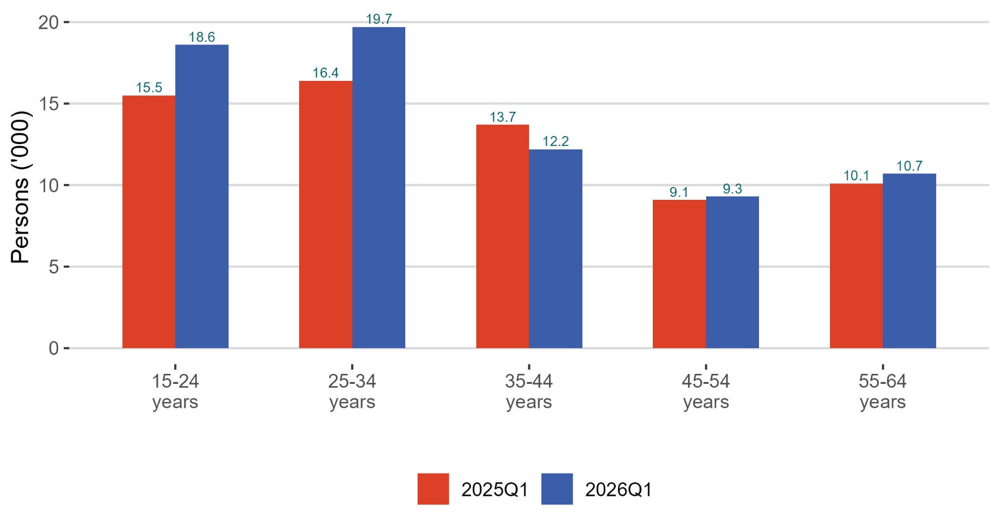 Persons ('000)
20
15
10
5
0
15.5
18.6
16.4
19.7
13.7
12.2
9.1
9.3
10.1
10.7
15-24
years
25-34
years
35-44
years
45-54
years
55-64
years
2025Q1
2026Q1